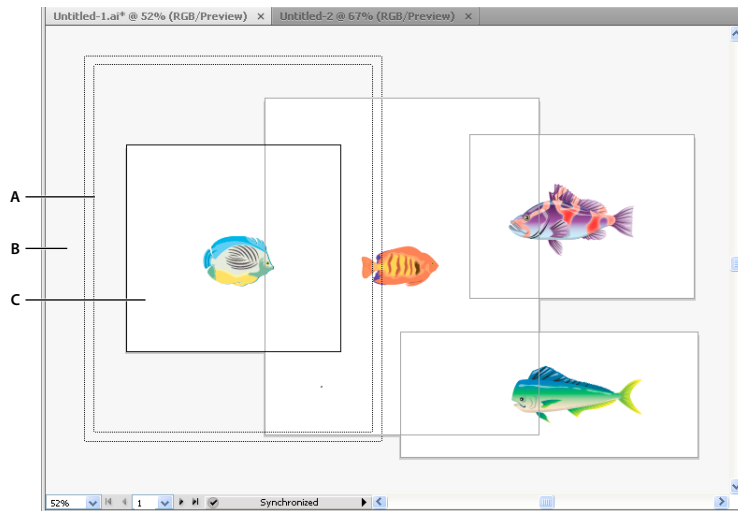 Untitled-1.ai* @ 52% (RGB/Preview) × Untitled-2 @ 67% (RGB/Preview) ×
A
B
C
52% 1 Synchronized